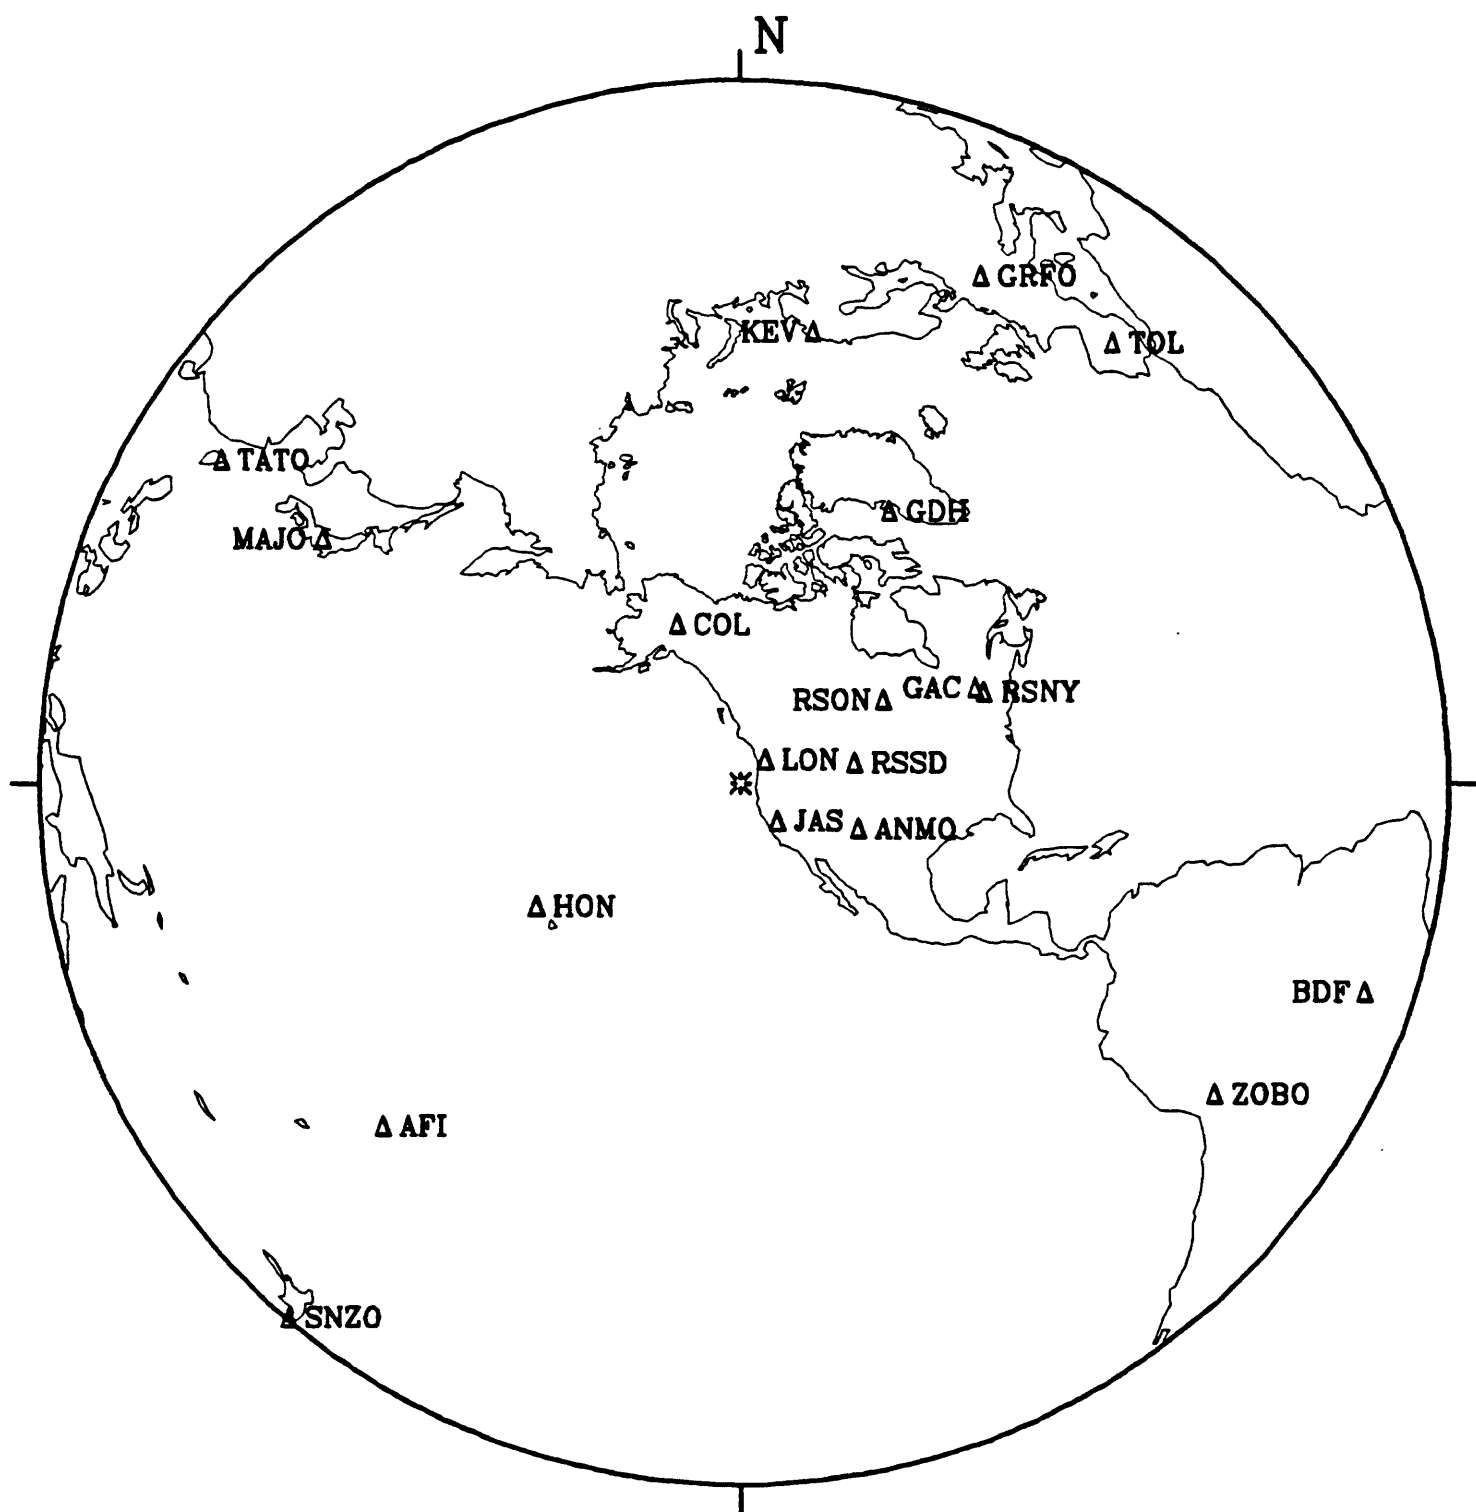 N
GRFO
KEV
TOL
TATO
GDH
MAJO
COL
GAC
RSNY
RSON
LON
RSSD
JAS
ANMO
HON
BDF
ZOBO
AFI
SNZO